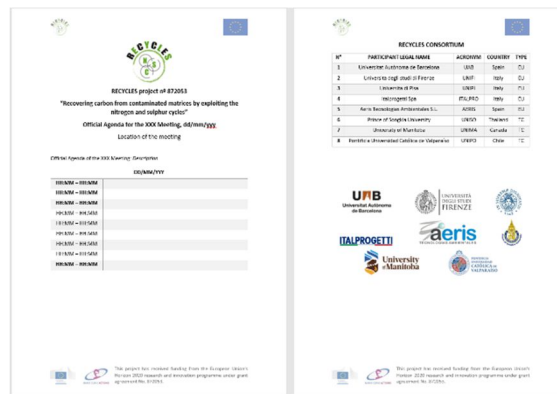 RECYCLES
RECYCLES project nº 872053
"Recovering carbon from contaminated matrices by exploiting the
nitrogen and sulphur cycles"
Official Agenda for the XXX Meeting, dd/mm/yyy
Location of the meeting
Official Agenda of the XXX Meeting. Description
DD/MM/YYY
HH:MM – HH:MM
HH:MM – HH:MM
HH:MM – HH:MM
HH:MM – HH:MM
HH:MM – HH:MM
HH:MM – HH:MM
HH:MM – HH:MM
HH:MM – HH:MM
HH:MM – HH:MM
This project has received funding from the European Union's
Horizon 2020 research and innovation programme under grant
agreement No. 872053.
RECYCLES CONSORTIUM
Nº PARTICIPANT LEGAL NAME ACRONYM COUNTRY TYPE
1 Universitat Autònoma de Barcelona UAB Spain EU
2 Università degli studi di Firenze UNIFI Italy EU
3 Università di Pisa UNIPI Italy EU
4 Italprogetti Spa ITALPRO Italy EU
5 Aeris Tecnologías Ambientales S.L. AERIS Spain EU
6 Prince of Songkla University Thailand TC
7 University of Manitoba UNIMA Canada TC
8 Pontificia Universidad Católica de Valparaíso Chile TC
UAB
Universitat Autònoma
de Barcelona
UNIVERSITÀ
DEGLI STUDI
FIRENZE
ITALPROGETTI
aeris
TECNOLOGÍAS AMBIENTALES
University
of Manitoba
CATÓLICA DE
VALPARAÍSO
This project has received funding from the European Union's
Horizon 2020 research and innovation programme under grant
agreement No. 872053.